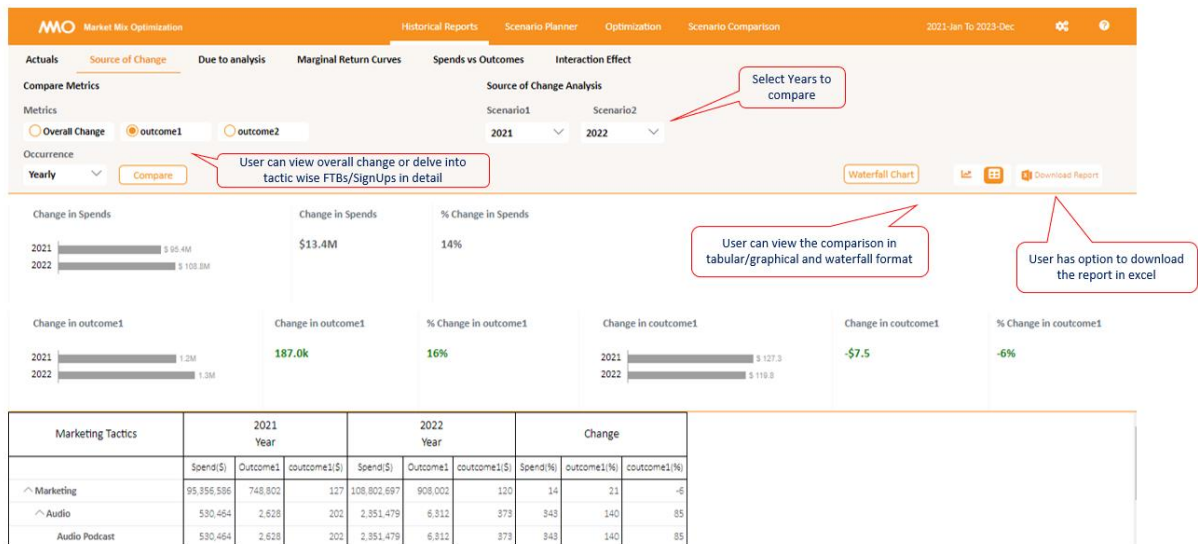 MMO Market Mix Optimization Historical Reports Scenario Planner Optimization Scenario Comparison 2021-Jan To 2023-Dec ?
Actuals Source of Change Due to analysis Marginal Return Curves Spends vs Outcomes Interaction Effect
Compare Metrics Source of Change Analysis
Select Years to
compare
Metrics Scenario1 Scenario2
Overall Change outcome1 outcome2 2021 2022
Occurrence
User can view overall change or delve into
tactic wise FTBs/SignUps in detail
Yearly Compare Waterfall Chart Download Report
Change in Spends Change in Spends % Change in Spends
2021 $ 95.4M $13.4M 14%
2022 $ 108.8M
User can view the comparison in
tabular/graphical and waterfall format
User has option to download
the report in excel
Change in outcome1 Change in outcome1 % Change in outcome1 Change in coutcome1 Change in coutcome1 % Change in coutcome1
2021 1.2M 187.0k 16% 2021 $ 127.3 -$7.5 -6%
2022 1.3M 2022 $ 119.8
Marketing Tactics 2021 Year 2022 Year Change
Spend($) Outcome1 coutcome1($) Spend($) Outcome1 coutcome1($) Spend(%) outcome1(%) coutcome1(%)
Marketing 95,356,586 748,802 127 108,802,697 908,002 120 14 21 -6
Audio 530,464 2,628 202 2,351,479 6,312 373 343 140 85
Audio Podcast 530,464 2,628 202 2,351,479 6,312 373 343 140 85